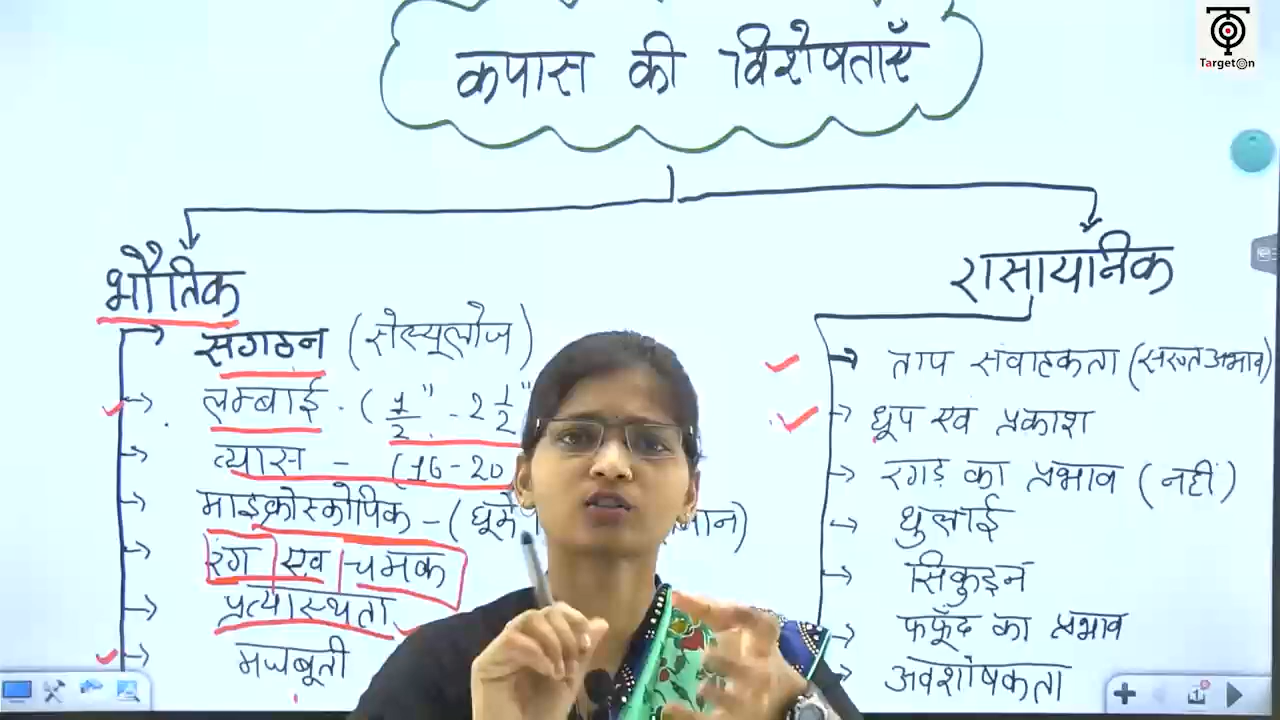 कपास की विशेषताएँ
TargetOn
भौतिक
सगठन (सेल्यूलोज)
लम्बाई - ( 1/2" - 2 1/2"
व्यास - (16-20
माइक्रोस्कोपिक - (घूमे
रंग एव चमक
प्रत्यास्थता
मजबूती
रासायनिक
ताप संवाहकता (सख्त अभाव)
धूप एव प्रकाश
रगड़ का प्रभाव (नहीं)
धुलाई
सिकुड़न
फफूँद का प्रभाव
अवशोषकता